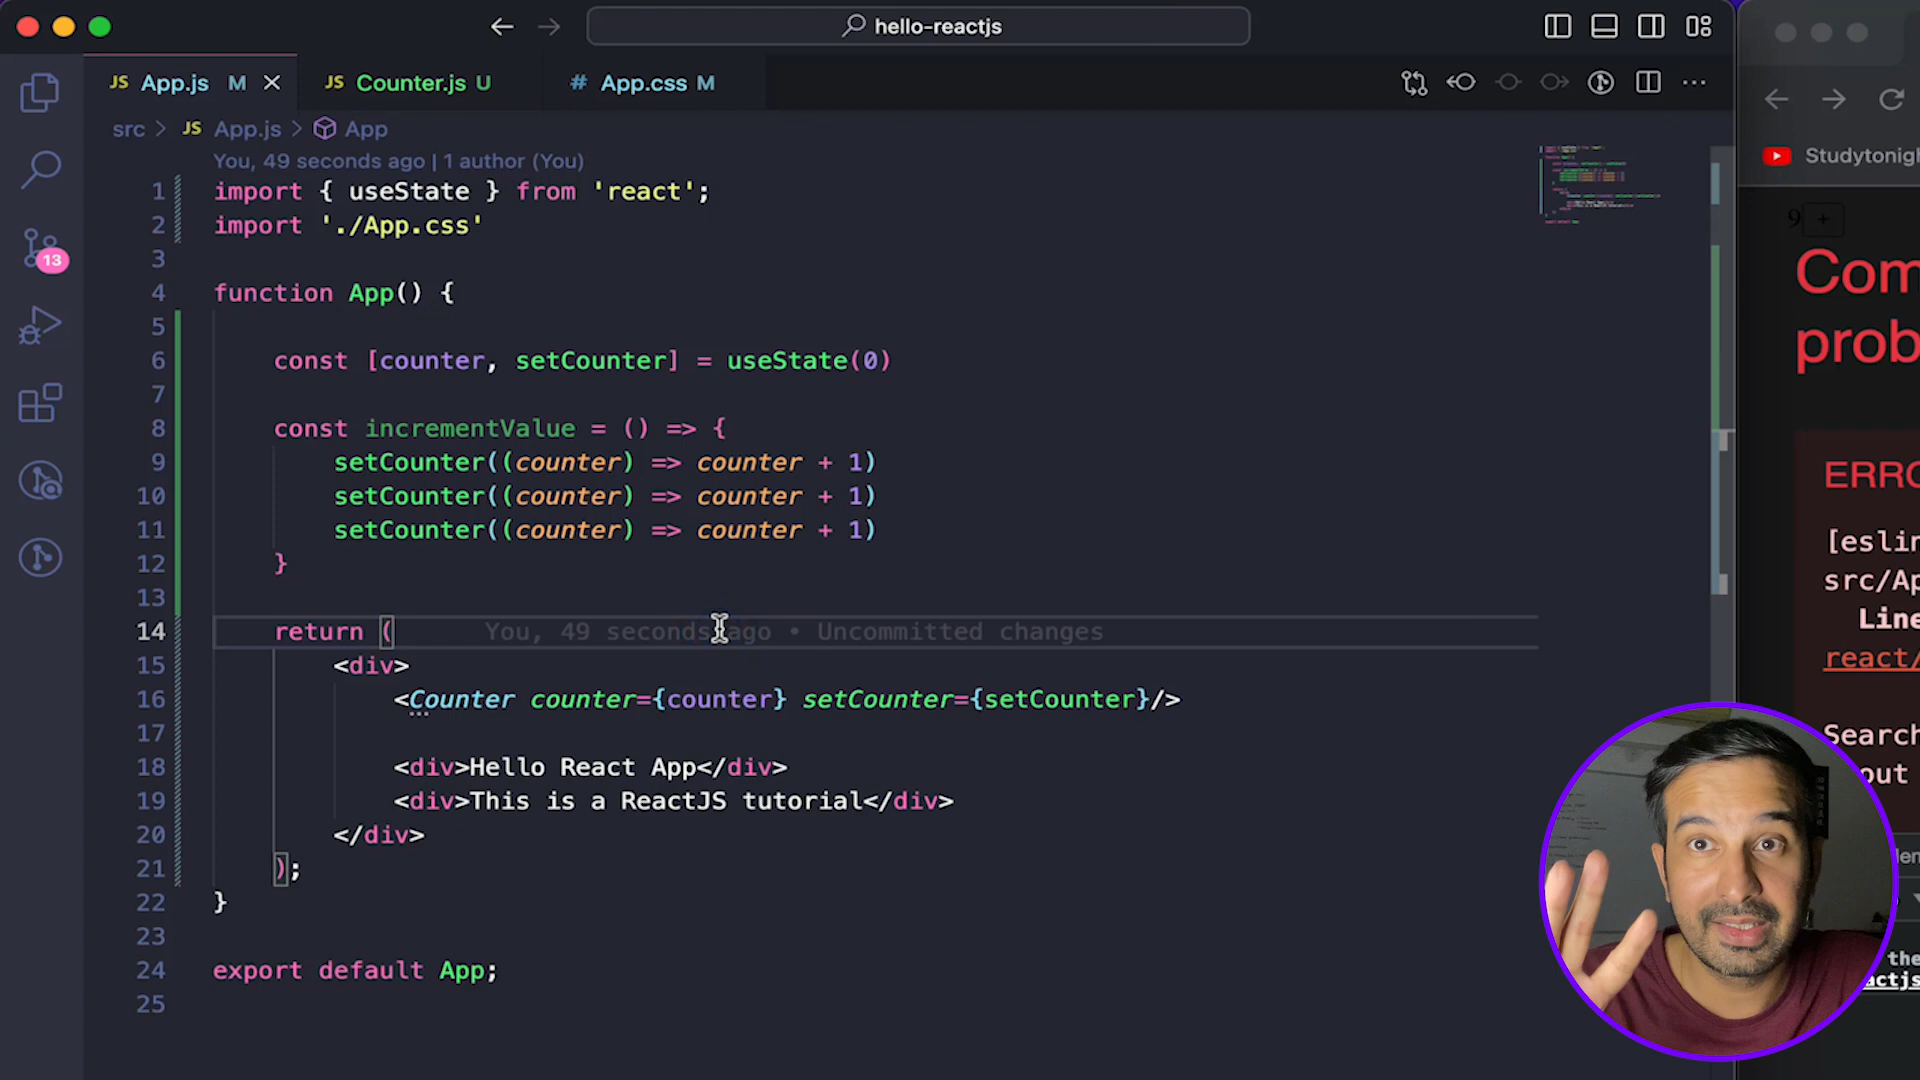 hello-reactjs
JS App.js M
JS Counter.js U
# App.css M
src > JS App.js > App
You, 49 seconds ago | 1 author (You)
1 import { useState } from 'react';
2 import './App.css'
3
4 function App() {
5
6 const [counter, setCounter] = useState(0)
7
8 const incrementValue = () => {
9 setCounter((counter) => counter + 1)
10 setCounter((counter) => counter + 1)
11 setCounter((counter) => counter + 1)
12 }
13
14 return ( You, 49 seconds ago • Uncommitted changes
15 <div>
16 <Counter counter={counter} setCounter={setCounter}/>
17
18 <div>Hello React App</div>
19 <div>This is a ReactJS tutorial</div>
20 </div>
21 );
22 }
23
24 export default App;
25
13
Studytonigh
9 +
Com
prob
ERRO
[eslin
src/Ap
Line
react/
Search
out
the
actjs